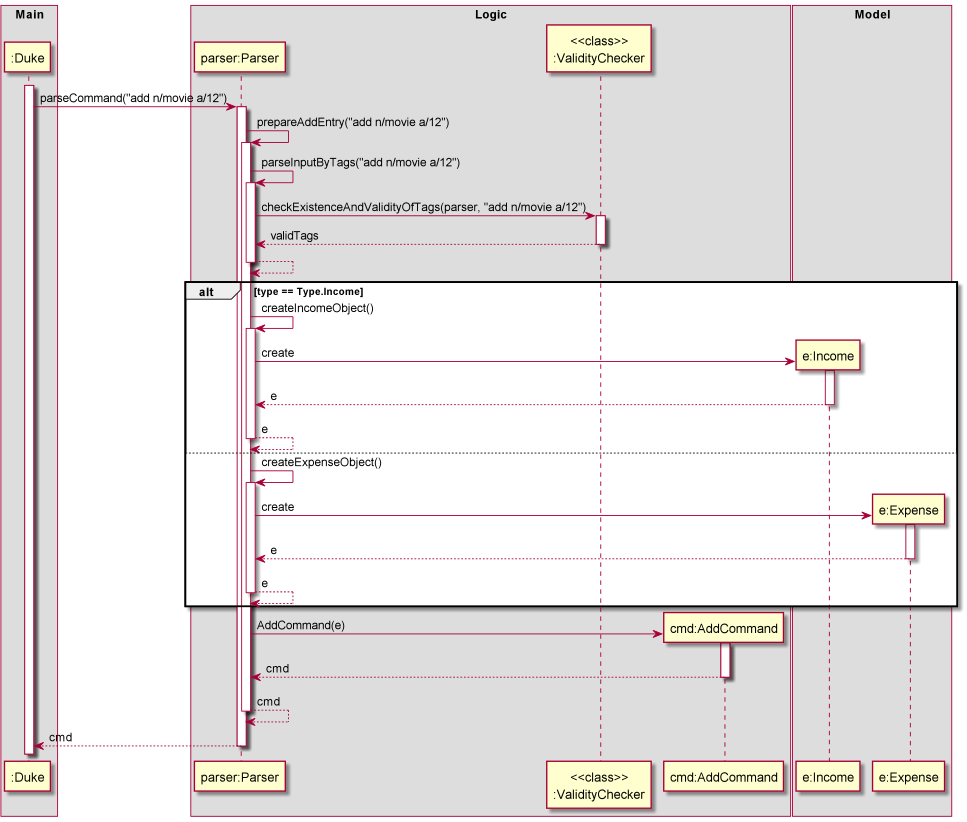 Main
Logic
Model
:Duke
parser:Parser
<<class>>
:ValidityChecker
parseCommand("add n/movie a/12")
prepareAddEntry("add n/movie a/12")
parseInputByTags("add n/movie a/12")
checkExistenceAndValidityOfTags(parser, "add n/movie a/12")
validTags
alt
[type == Type.Income]
createIncomeObject()
create
e:Income
e
e
createExpenseObject()
create
e:Expense
e
e
AddCommand(e)
cmd:AddCommand
cmd
cmd
cmd
:Duke
parser:Parser
<<class>>
:ValidityChecker
cmd:AddCommand
e:Income
e:Expense